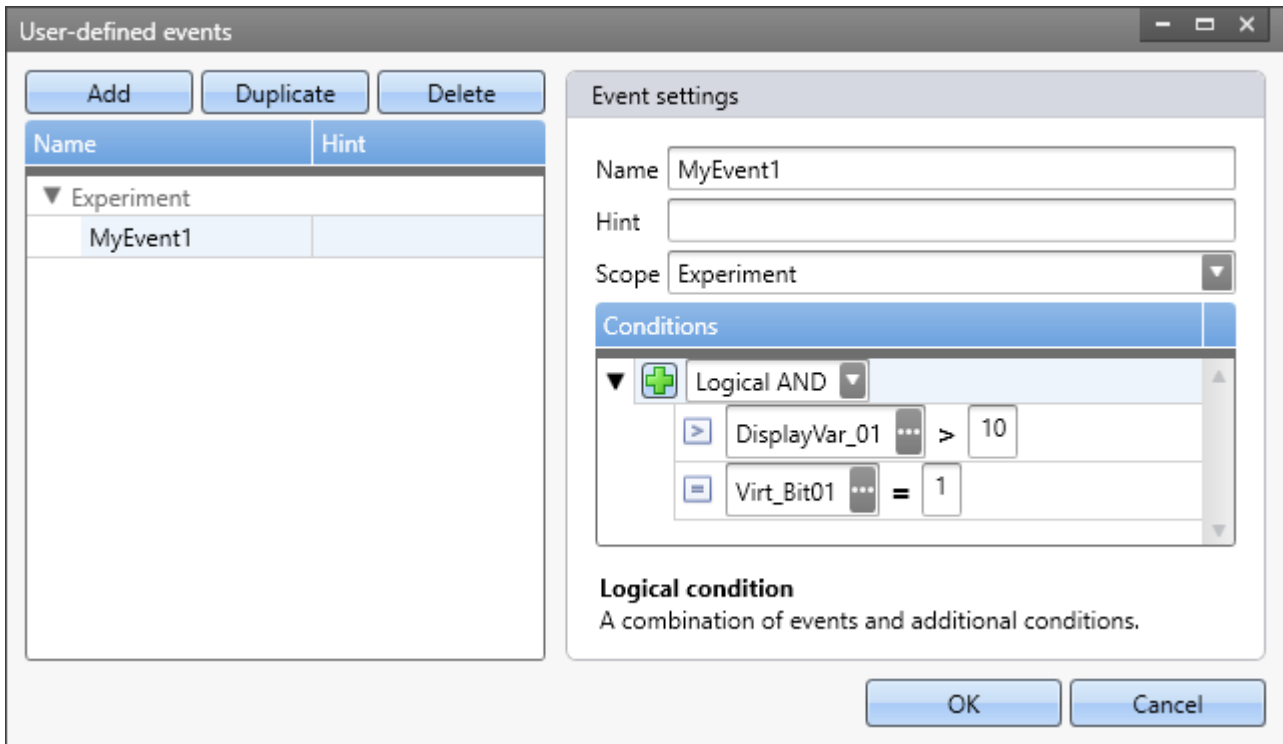 User-defined events
Add Duplicate Delete
Name Hint
Experiment
MyEvent1
Event settings
Name MyEvent1
Hint
Scope Experiment
Conditions
Logical AND
> DisplayVar_01 ... > 10
= Virt_Bit01 ... = 1
Logical condition
A combination of events and additional conditions.
OK Cancel